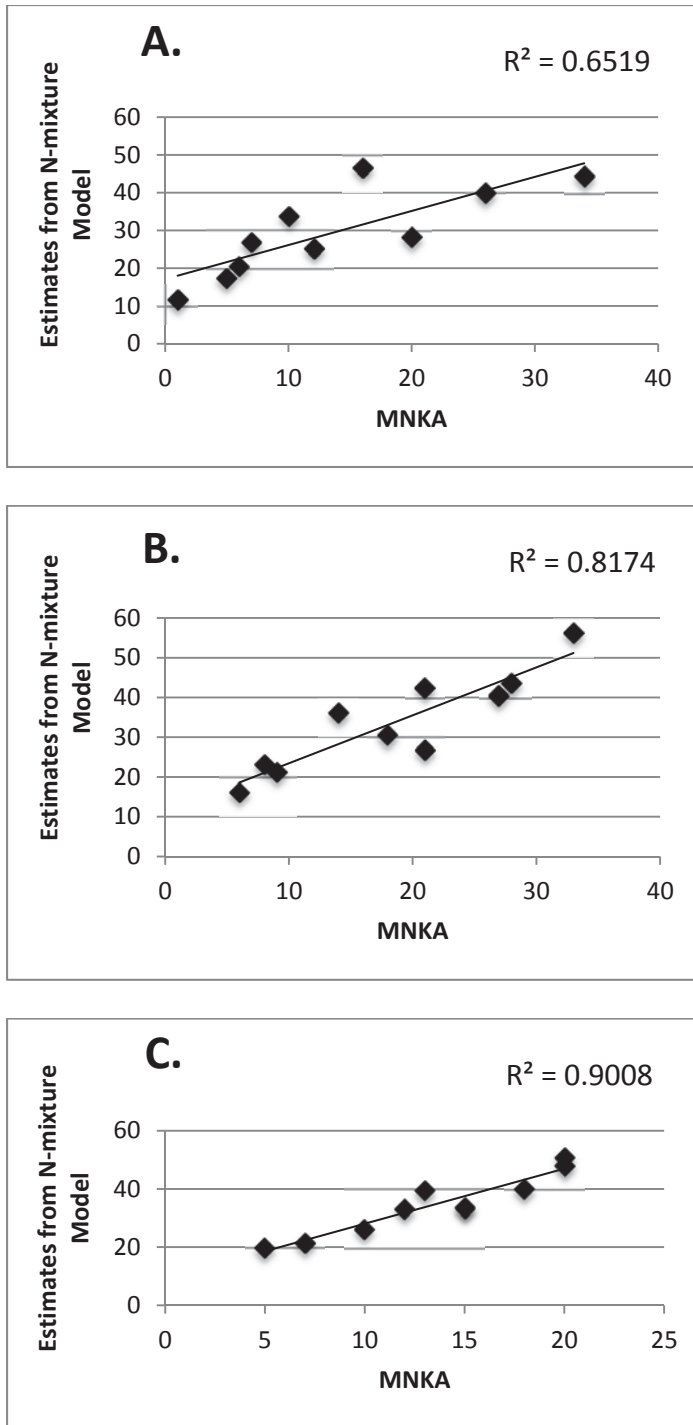 A.
R² = 0.6519
Estimates from N-mixture
Model
60
50
40
30
20
10
0
0 10 20 30 40
MNKA
B.
R² = 0.8174
Estimates from N-mixture
Model
60
50
40
30
20
10
0
0 10 20 30 40
MNKA
C.
R² = 0.9008
Estimates from N-mixture
Model
60
40
20
0
0 5 10 15 20 25
MNKA